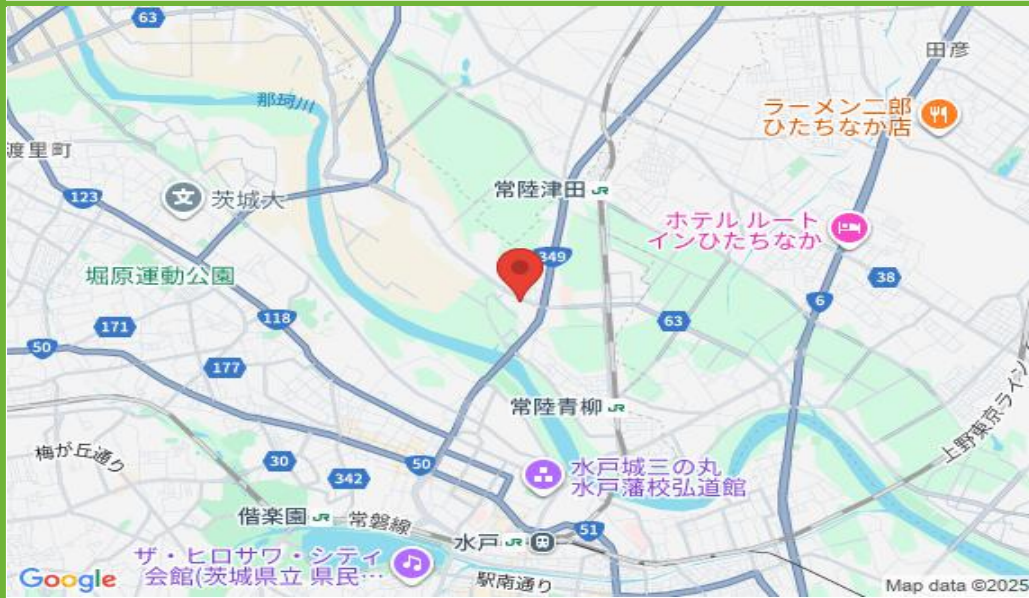 63
田彦
那珂川
ラーメン二郎
ひたちなか店
渡里町
123
茨城大
常陸津田 JR
ホテル ルート
インひたちなか
349
堀原運動公園
38
6
171
118
63
50
177
常陸青柳 JR
上野東京ライン
梅が丘通り
30
50
342
水戸城三の丸
水戸藩校弘道館
偕楽園 JR
常磐線
51
水戸 JR
ザ・ヒロサワ・シティ
会館(茨城県立 県民…
駅南通り
Google
Map data ©2025